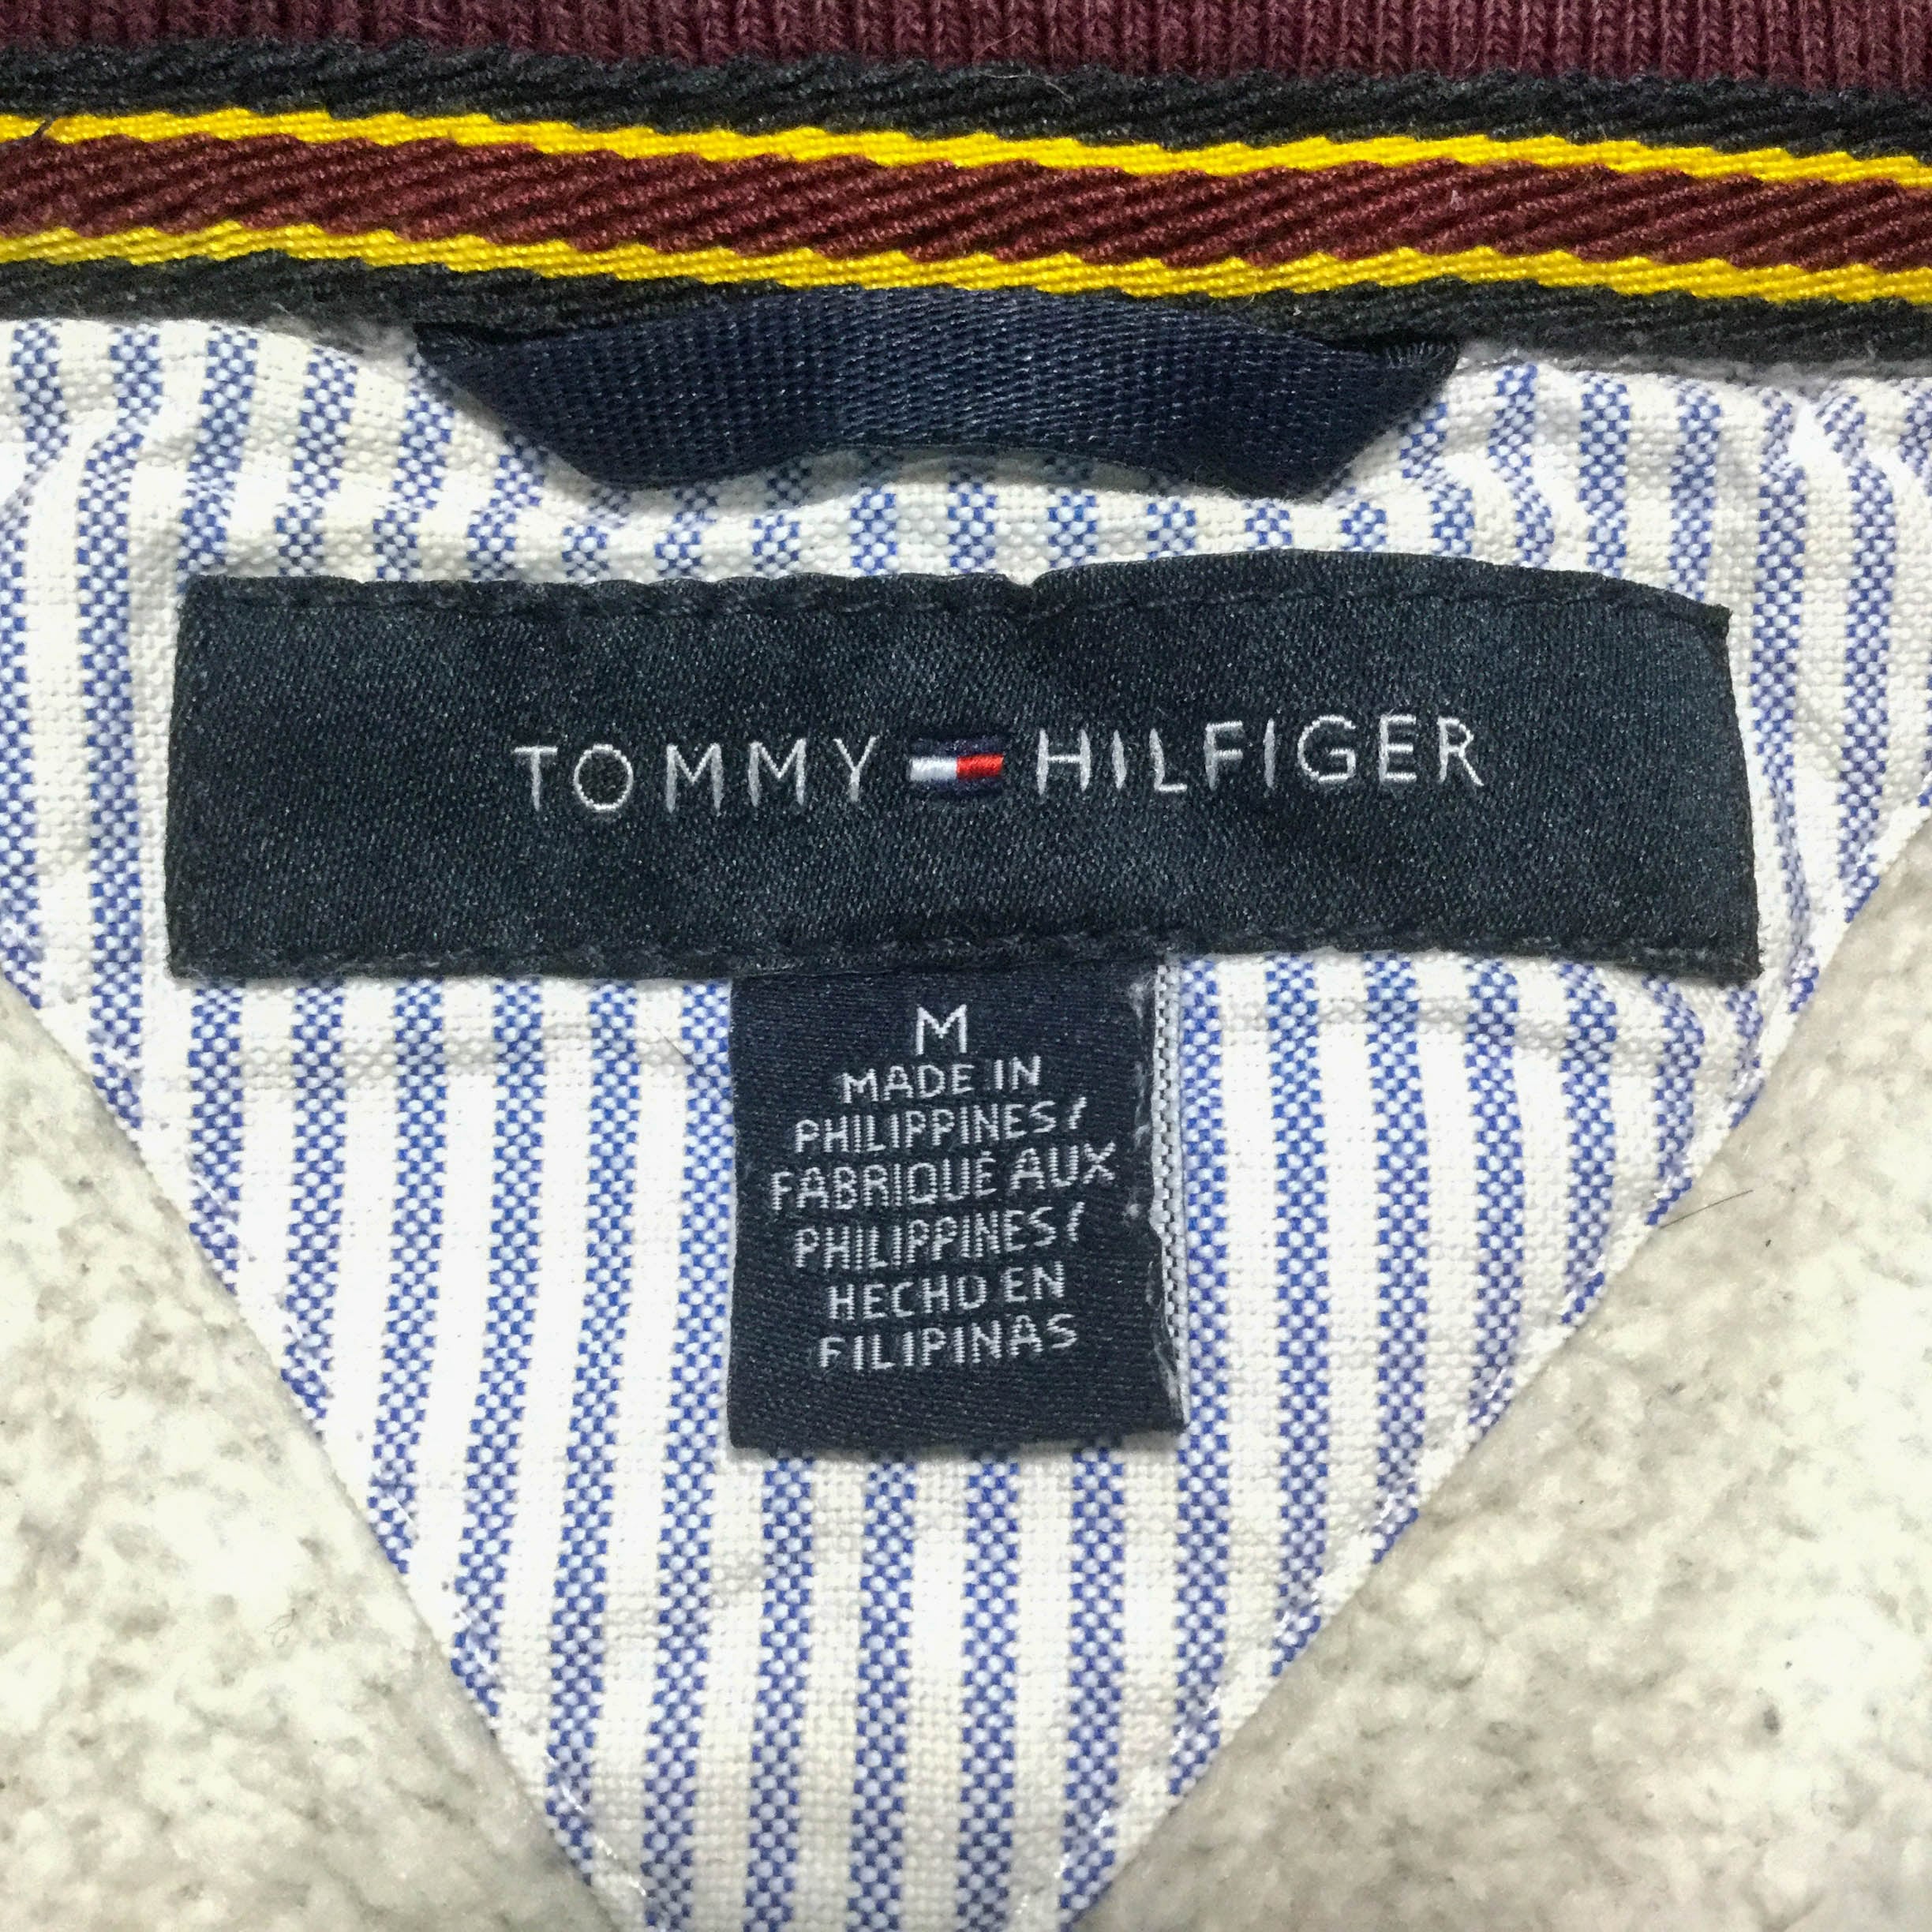 TOMMY HILFIGER
M
MADE IN
PHILIPPINES/
FABRIQUÉ AUX
PHILIPPINES/
HECHO EN
FILIPINAS